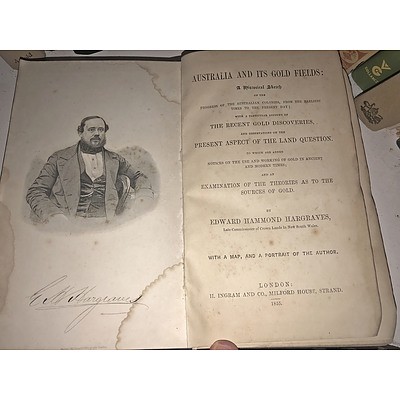 AUSTRALIA AND ITS GOLD FIELDS:
A Historical Sketch
OF THE
PROGRESS OF THE AUSTRALIAN COLONIES, FROM THE EARLIEST
TIMES TO THE PRESENT DAY;
WITH A PARTICULAR ACCOUNT OF
THE RECENT GOLD DISCOVERIES,
AND OBSERVATIONS ON THE
PRESENT ASPECT OF THE LAND QUESTION.
TO WHICH ARE ADDED
NOTICES ON THE USE AND WORKING OF GOLD IN ANCIENT
AND MODERN TIMES;
AND AN
EXAMINATION OF THE THEORIES AS TO THE
SOURCES OF GOLD.
BY
EDWARD HAMMOND HARGRAVES,
Late Commissioner of Crown Lands in New South Wales.
WITH A MAP, AND A PORTRAIT OF THE AUTHOR.
LONDON:
H. INGRAM AND CO., MILFORD HOUSE, STRAND.
1855.
Hargraves